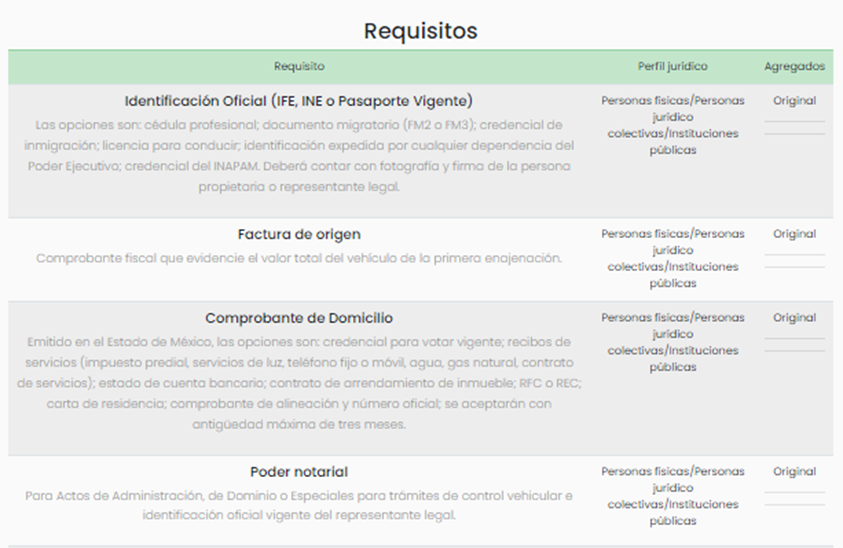 Requisitos
Requisito Perfil jurídico Agregados
Identificación Oficial (IFE, INE o Pasaporte Vigente)
Las opciones son: cédula profesional; documento migratorio (FM2 o FM3); credencial de
inmigración; licencia para conducir; identificación expedida por cualquier dependencia del
Poder Ejecutivo; credencial del INAPAM. Deberá contar con fotografía y firma de la persona
propietaria o representante legal.
Personas físicas/Personas
jurídico
colectivas/Instituciones
públicas
Original
Factura de origen
Comprobante fiscal que evidencie el valor total del vehículo de la primera enajenación.
Personas físicas/Personas
jurídico
colectivas/Instituciones
públicas
Original
Comprobante de Domicilio
Emitido en el Estado de México, las opciones son: credencial para votar vigente; recibos de
servicios (impuesto predial, servicios de luz, teléfono fijo o móvil, agua, gas natural, contrato
de servicios); estado de cuenta bancario; contrato de arrendamiento de inmueble; RFC o REC;
carta de residencia; comprobante de alineación y número oficial; se aceptarán con
antigüedad máxima de tres meses.
Personas físicas/Personas
jurídico
colectivas/Instituciones
públicas
Original
Poder notarial
Para Actos de Administración, de Dominio o Especiales para trámites de control vehicular e
identificación oficial vigente del representante legal.
Personas físicas/Personas
jurídico
colectivas/Instituciones
públicas
Original